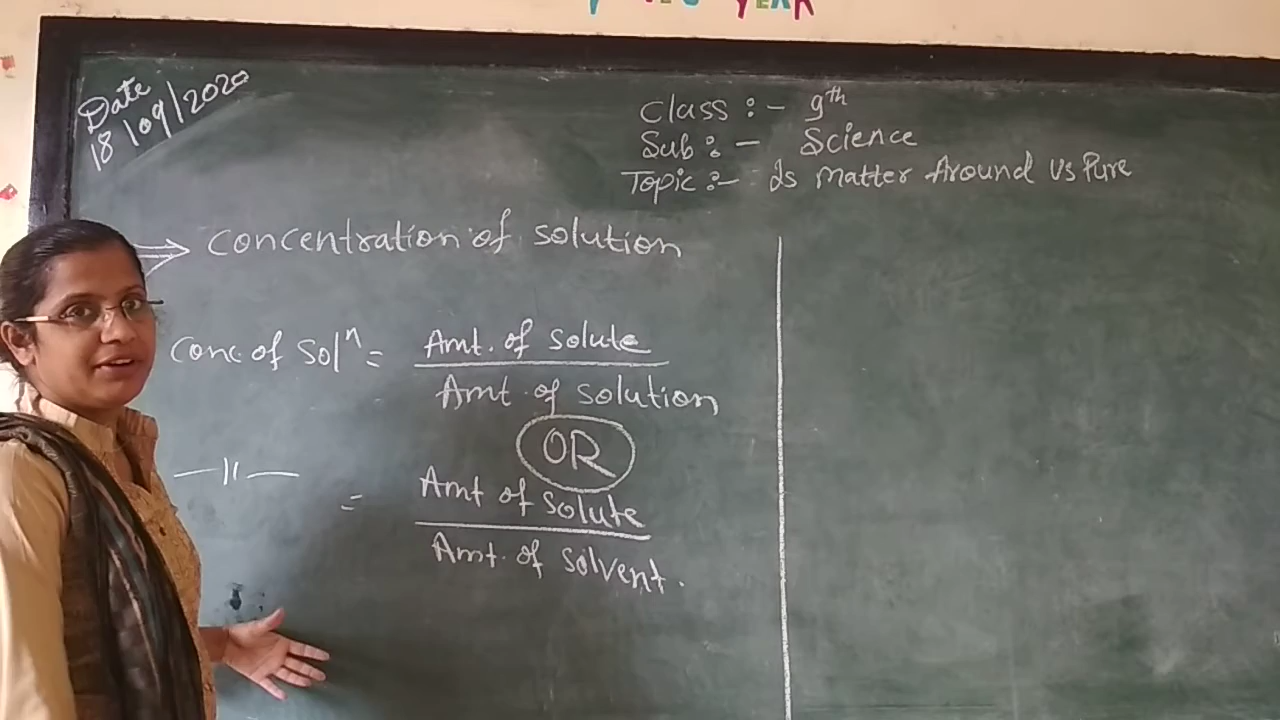 YEAR
Date
18/09/2020
Class :- 9th
Sub :- Science
Topic :- Is Matter Around Us Pure
⇒ Concentration of solution
Conc of Solⁿ = Amt. of Solute
Amt. of Solution
OR
—॥— = Amt of Solute
Amt. of Solvent.